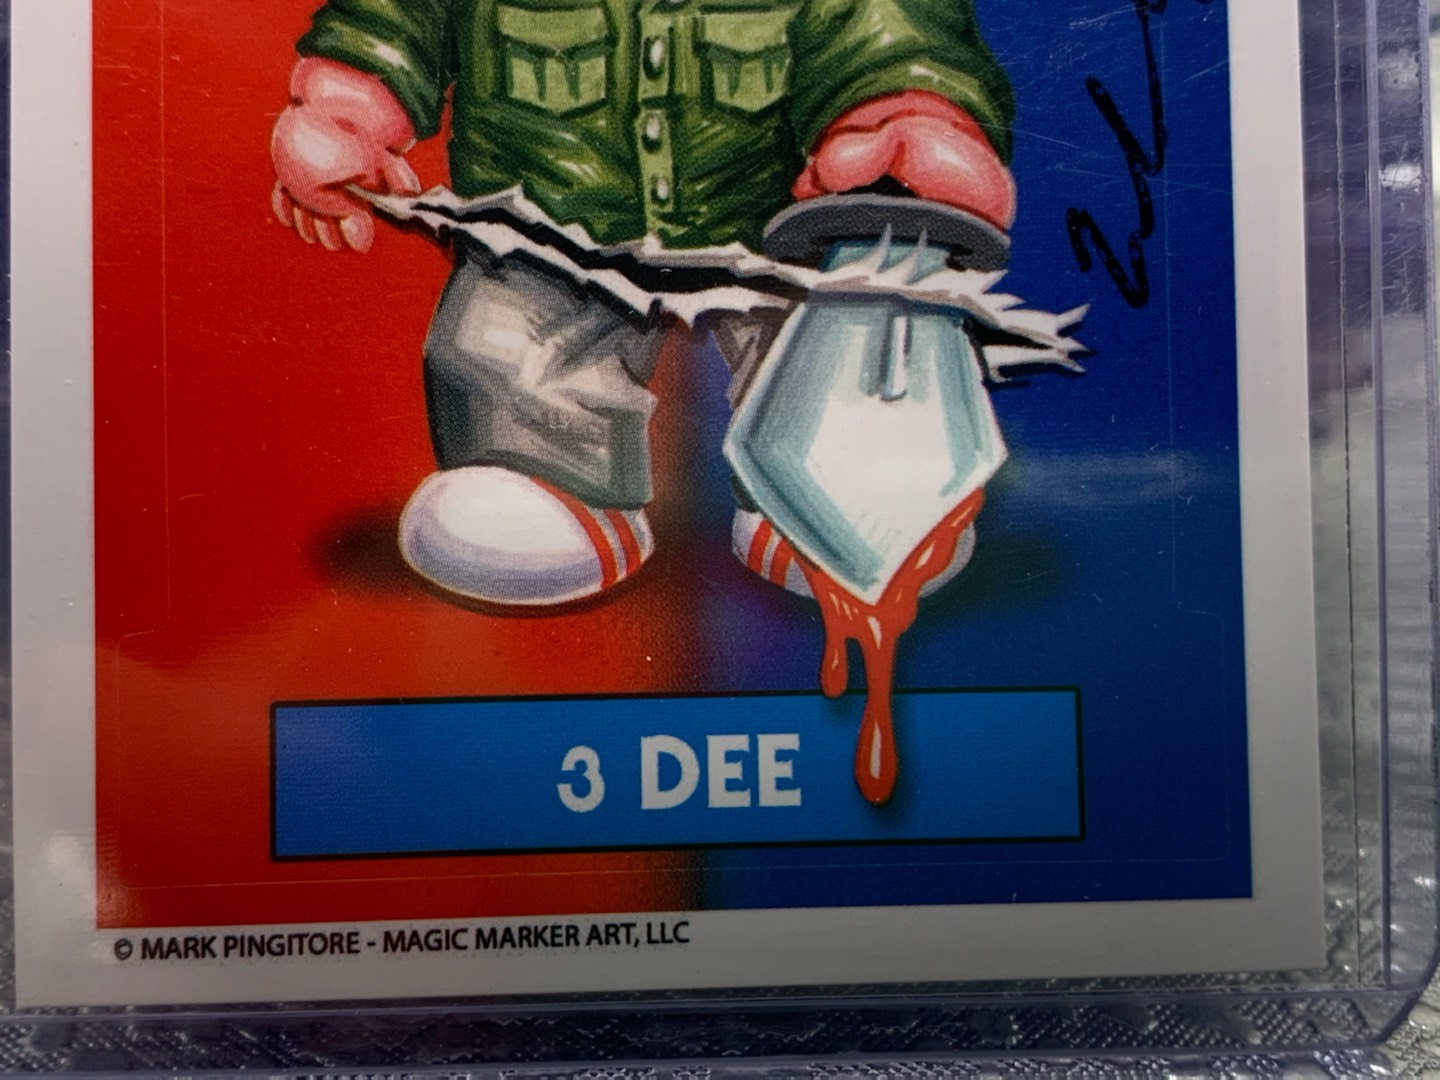 3 DEE
© MARK PINGITORE - MAGIC MARKER ART, LLC